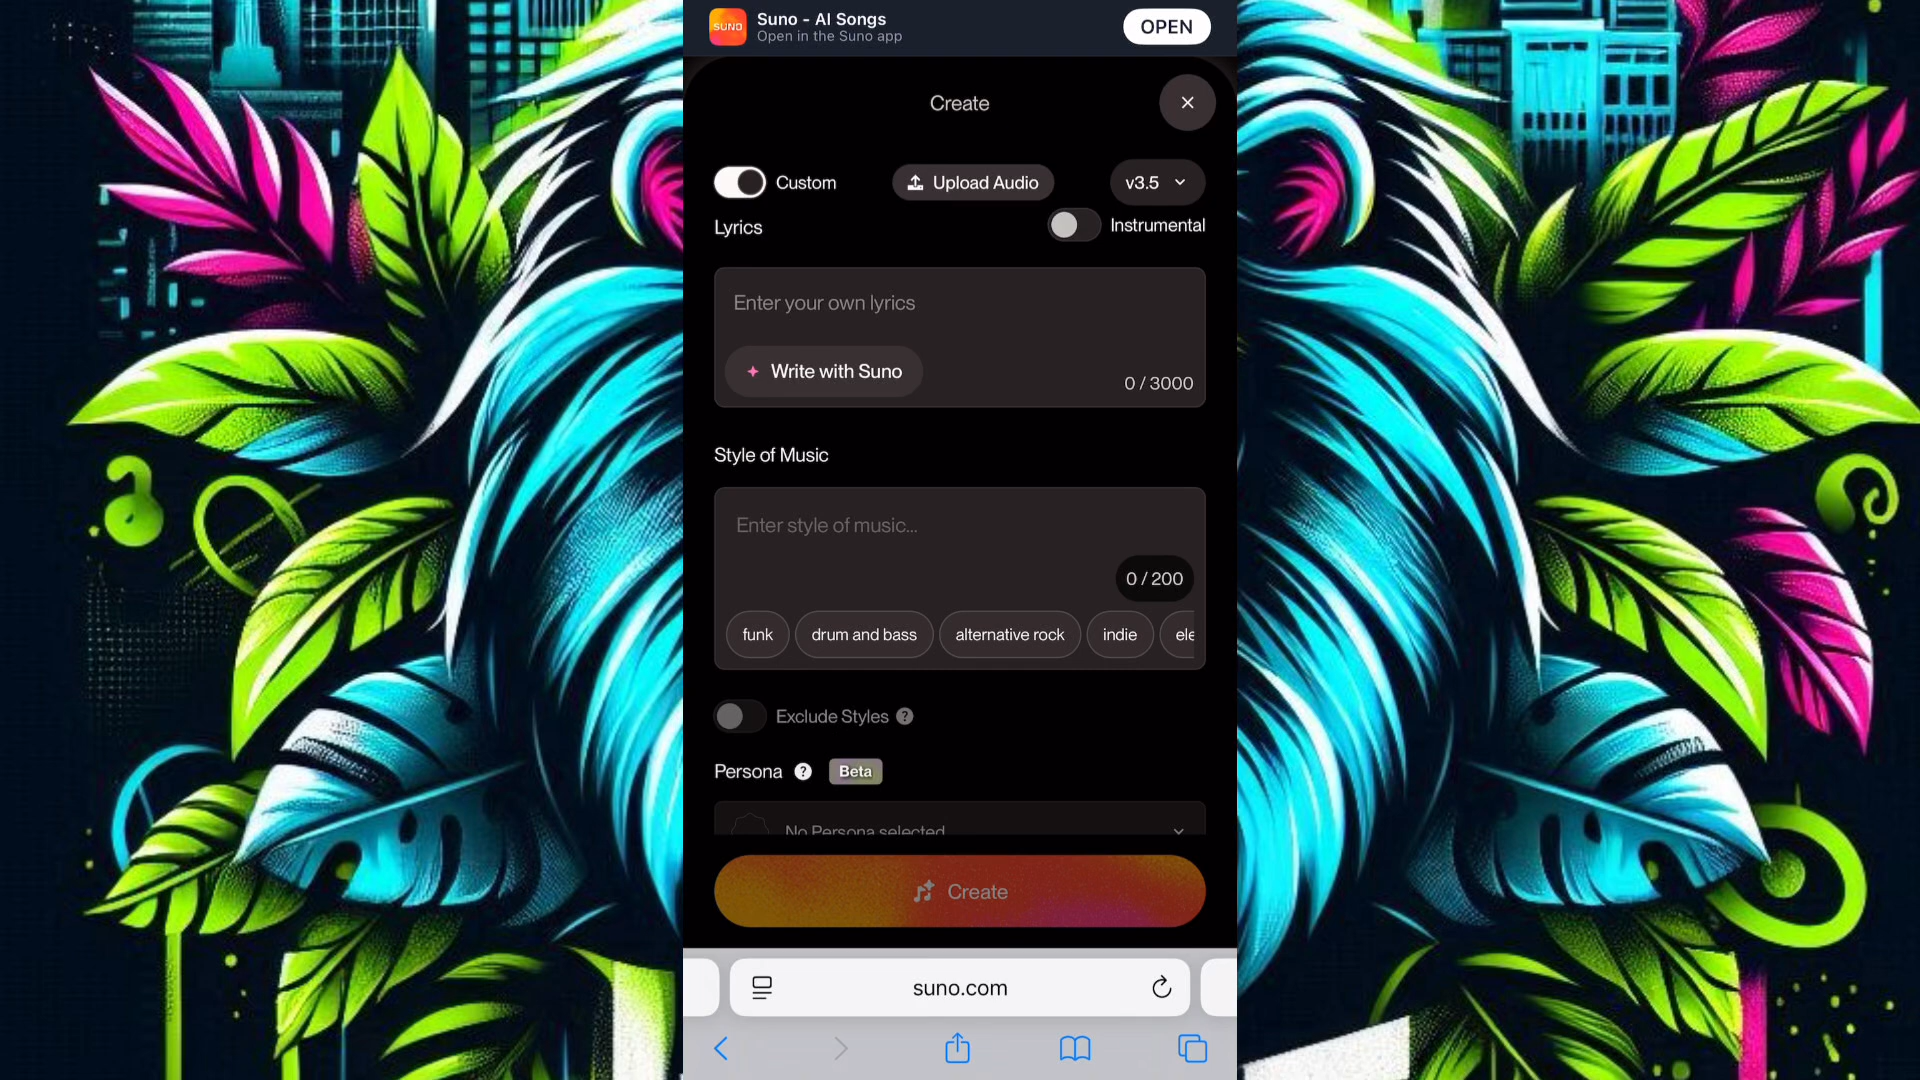 SUNO
Suno - AI Songs
Open in the Suno app
OPEN
Create
Custom
Upload Audio
v3.5
Lyrics
Instrumental
Enter your own lyrics
Write with Suno
0 / 3000
Style of Music
Enter style of music...
0 / 200
funk
drum and bass
alternative rock
indie
ele
Exclude Styles ?
Persona ? Beta
No Persona selected
Create
suno.com